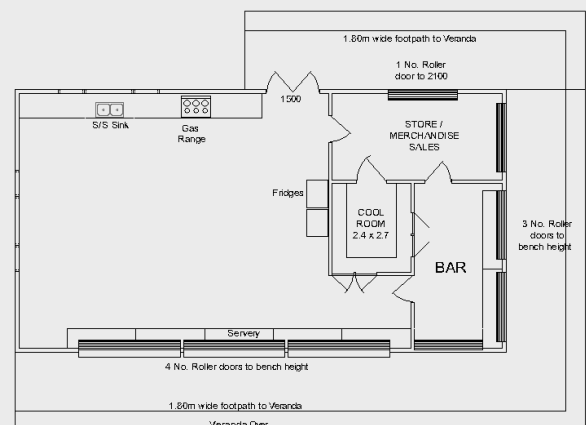 1.80m wide footpath to Veranda
1 No. Roller
door to 2100
1500
S/S Sink
Gas
Range
STORE /
MERCHANDISE
SALES
Fridges
COOL
ROOM
2.4 x 2.7
3 No. Roller
doors to
bench height
BAR
Servery
4 No. Roller doors to bench height
1.80m wide footpath to Veranda
Veranda Over